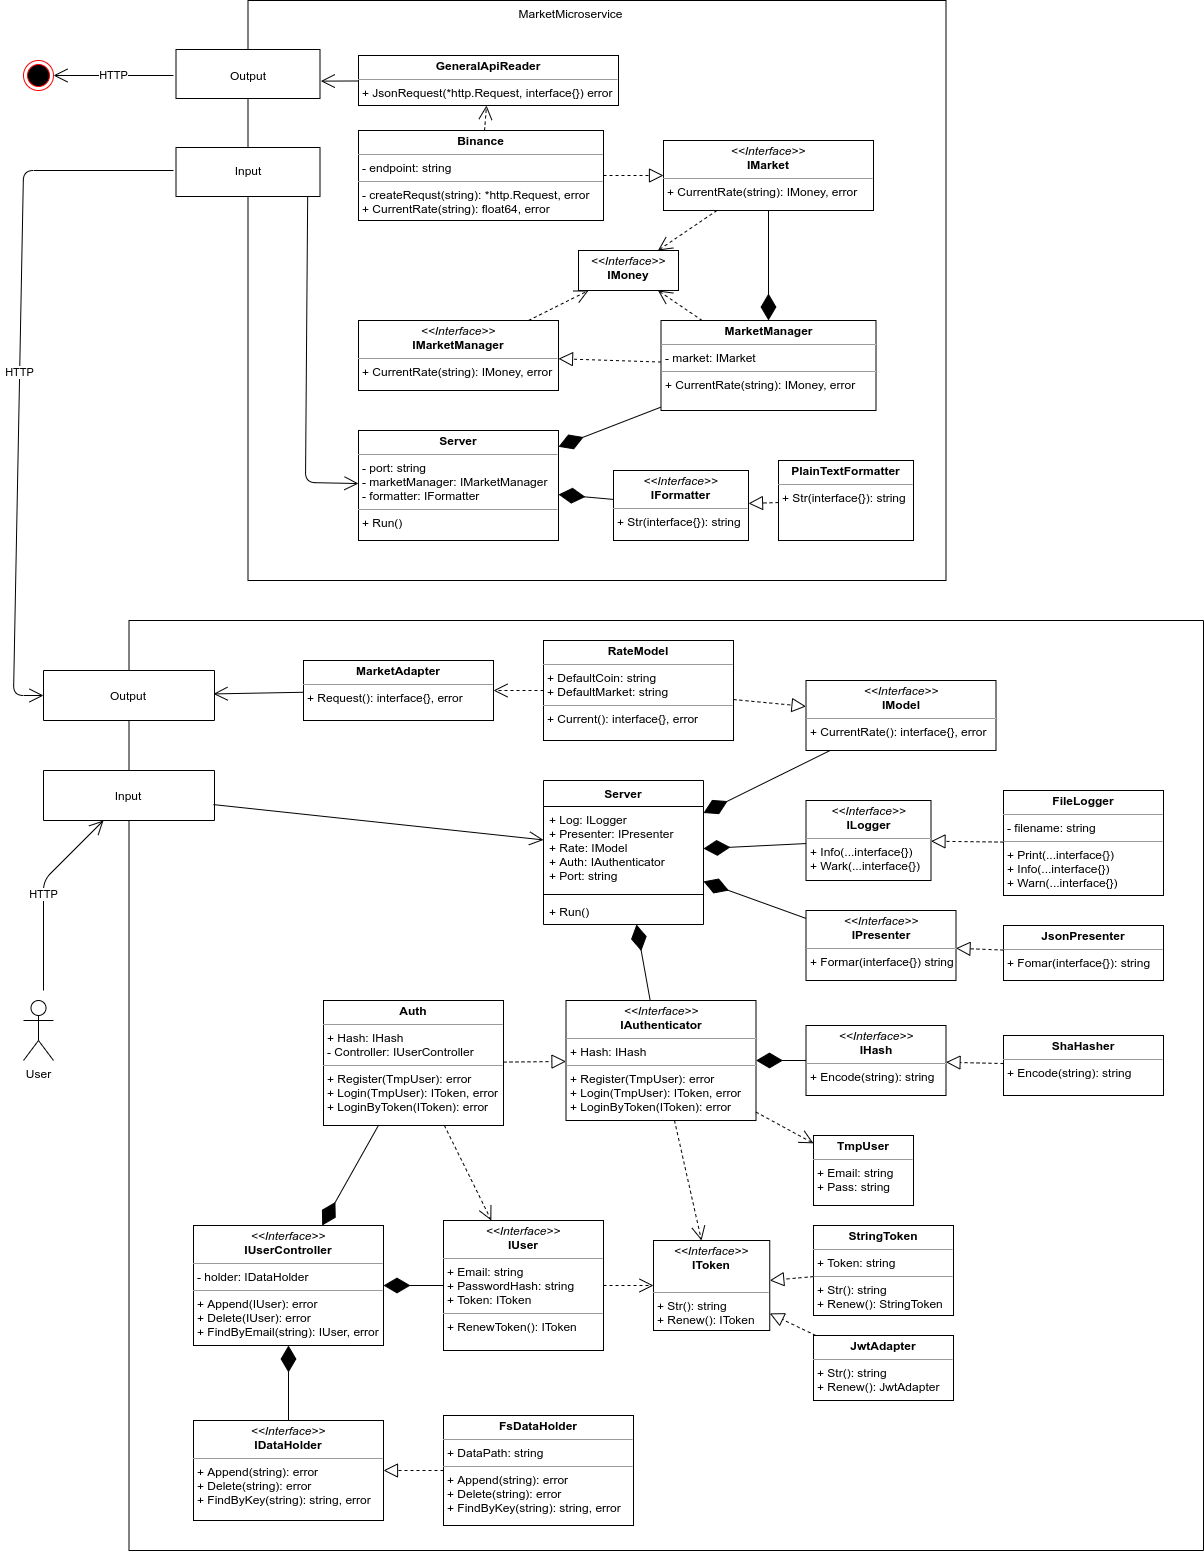 MarketMicroservice
Output
HTTP
GeneralApiReader
+ JsonRequest(*http.Request, interface{}) error
Binance
- endpoint: string
- createRequst(string): *http.Request, error
+ CurrentRate(string): float64, error
<<Interface>>
IMarket
+ CurrentRate(string): IMoney, error
Input
<<Interface>>
IMoney
<<Interface>>
IMarketManager
+ CurrentRate(string): IMoney, error
MarketManager
- market: IMarket
+ CurrentRate(string): IMoney, error
HTTP
Server
- port: string
- marketManager: IMarketManager
- formatter: IFormatter
+ Run()
<<Interface>>
IFormatter
+ Str(interface{}): string
PlainTextFormatter
+ Str(interface{}): string
Output
MarketAdapter
+ Request(): interface{}, error
RateModel
+ DefaultCoin: string
+ DefaultMarket: string
+ Current(): interface{}, error
<<Interface>>
IModel
+ CurrentRate(): interface{}, error
Input
Server
+ Log: ILogger
+ Presenter: IPresenter
+ Rate: IModel
+ Auth: IAuthenticator
+ Port: string
+ Run()
<<Interface>>
ILogger
+ Info(...interface{})
+ Wark(...interface{})
FileLogger
- filename: string
+ Print(...interface{})
+ Info(...interface{})
+ Warn(...interface{})
HTTP
<<Interface>>
IPresenter
+ Formar(interface{}) string
JsonPresenter
+ Fomar(interface{}): string
User
Auth
+ Hash: IHash
- Controller: IUserController
+ Register(TmpUser): error
+ Login(TmpUser): IToken, error
+ LoginByToken(IToken): error
<<Interface>>
IAuthenticator
+ Hash: IHash
+ Register(TmpUser): error
+ Login(TmpUser): IToken, error
+ LoginByToken(IToken): error
<<Interface>>
IHash
+ Encode(string): string
ShaHasher
+ Encode(string): string
TmpUser
+ Email: string
+ Pass: string
<<Interface>>
IUserController
- holder: IDataHolder
+ Append(IUser): error
+ Delete(IUser): error
+ FindByEmail(string): IUser, error
<<Interface>>
IUser
+ Email: string
+ PasswordHash: string
+ Token: IToken
+ RenewToken(): IToken
<<Interface>>
IToken
+ Str(): string
+ Renew(): IToken
StringToken
+ Token: string
+ Str(): string
+ Renew(): StringToken
JwtAdapter
+ Str(): string
+ Renew(): JwtAdapter
<<Interface>>
IDataHolder
+ Append(string): error
+ Delete(string): error
+ FindByKey(string): string, error
FsDataHolder
+ DataPath: string
+ Append(string): error
+ Delete(string): error
+ FindByKey(string): string, error